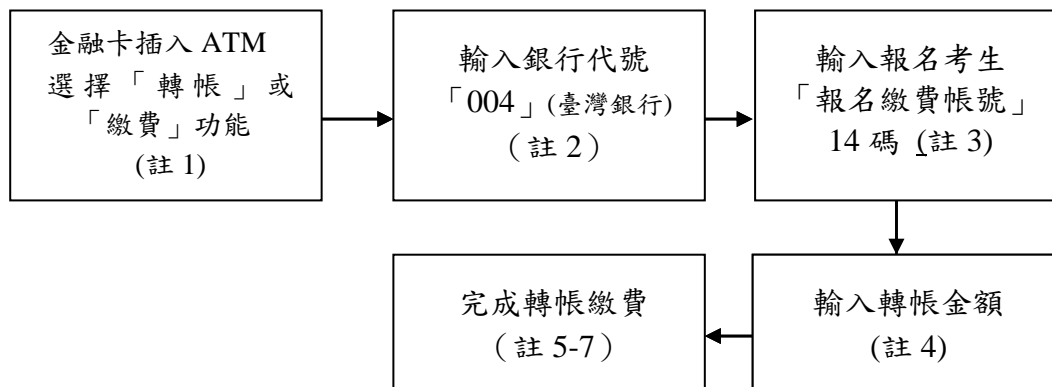 金融卡插入 ATM
選擇「轉帳」或
「繳費」功能
(註 1)
輸入銀行代號
「004」(臺灣銀行)
（註 2）
輸入報名考生
「報名繳費帳號」
14 碼 (註 3)
輸入轉帳金額
(註 4)
完成轉帳繳費
（註 5-7）